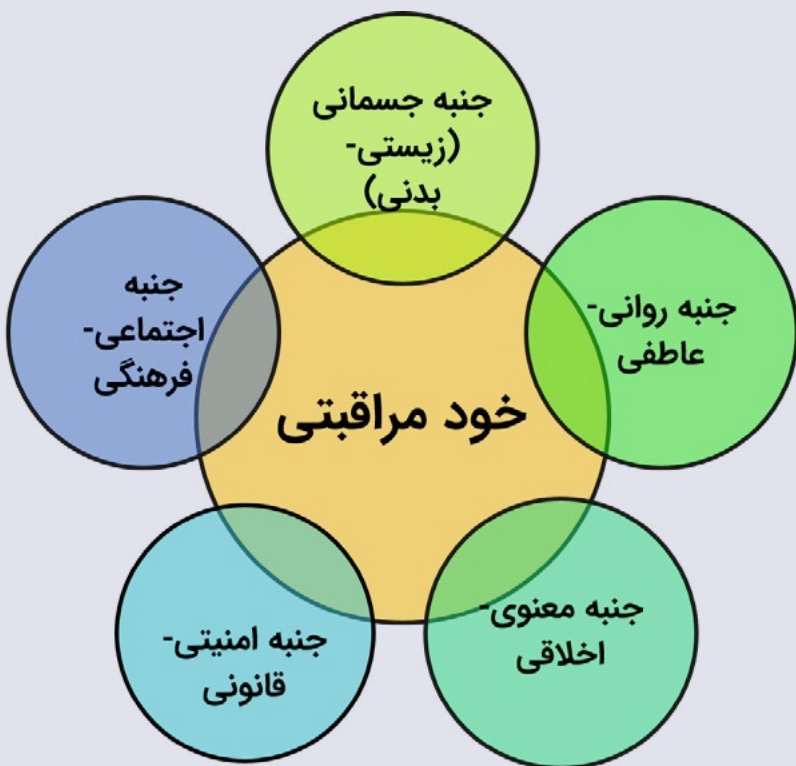 جنبه جسمانی
(زیستی-
بدنی)
جنبه روانی-
عاطفی
جنبه
اجتماعی-
فرهنگی
خود مراقبتی
جنبه معنوی-
اخلاقی
جنبه امنیتی-
قانونی